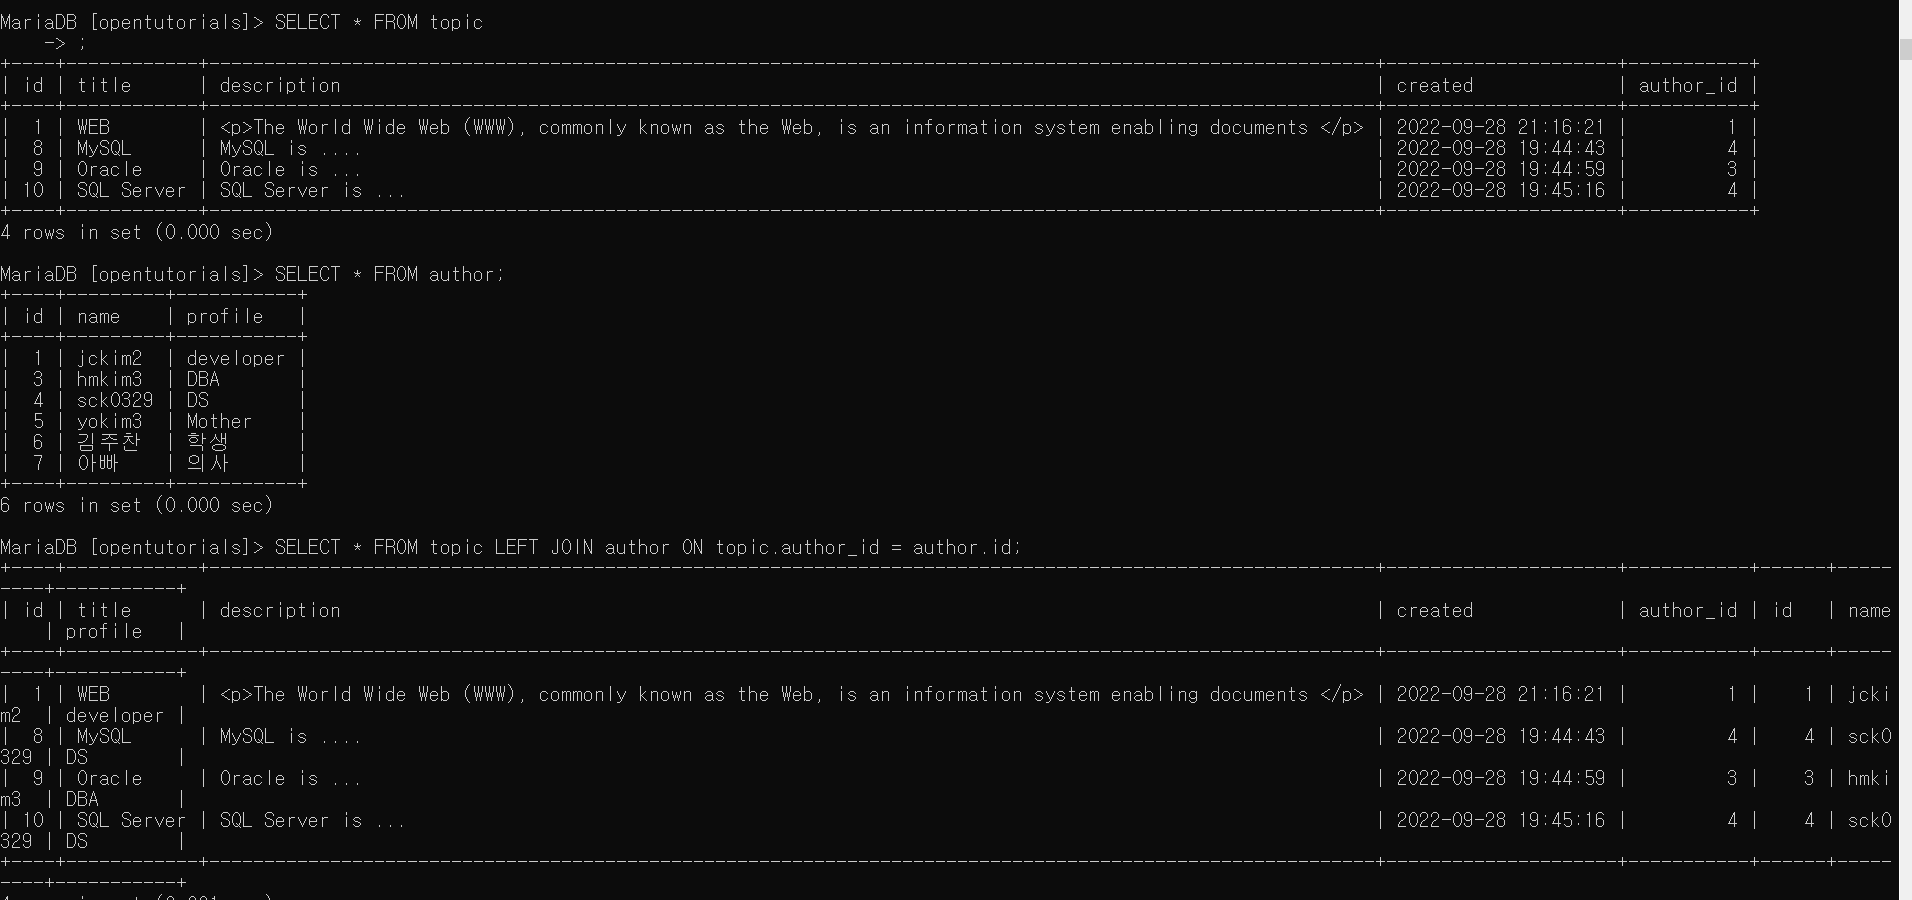 MariaDB [opentutorials]> SELECT * FROM topic
    -> ;
+----+------------+-----------------------------------------------------------------------------------------------------------+---------------------+-----------+
| id | title      | description                                                                                               | created             | author_id |
+----+------------+-----------------------------------------------------------------------------------------------------------+---------------------+-----------+
|  1 | WEB        | <p>The World Wide Web (WWW), commonly known as the Web, is an information system enabling documents </p> | 2022-09-28 21:16:21 |         1 |
|  8 | MySQL      | MySQL is ....                                                                                             | 2022-09-28 19:44:43 |         4 |
|  9 | Oracle     | Oracle is ...                                                                                             | 2022-09-28 19:44:59 |         3 |
| 10 | SQL Server | SQL Server is ...                                                                                         | 2022-09-28 19:45:16 |         4 |
+----+------------+-----------------------------------------------------------------------------------------------------------+---------------------+-----------+
4 rows in set (0.000 sec)
MariaDB [opentutorials]> SELECT * FROM author;
+----+---------+-----------+
| id | name    | profile   |
+----+---------+-----------+
|  1 | jckim2  | developer |
|  3 | hmkim3  | DBA       |
|  4 | sck0329 | DS        |
|  5 | yokim3  | Mother    |
|  6 | 김주찬  | 학생      |
|  7 | 아빠    | 의사      |
+----+---------+-----------+
6 rows in set (0.000 sec)
MariaDB [opentutorials]> SELECT * FROM topic LEFT JOIN author ON topic.author_id = author.id;
+----+------------+-----------------------------------------------------------------------------------------------------------+---------------------+-----------+------+-----
----+-----------+
| id | title      | description                                                                                               | created             | author_id | id   | name
    | profile   |
+----+------------+-----------------------------------------------------------------------------------------------------------+---------------------+-----------+------+-----
----+-----------+
|  1 | WEB        | <p>The World Wide Web (WWW), commonly known as the Web, is an information system enabling documents </p> | 2022-09-28 21:16:21 |         1 |    1 | jcki
m2  | developer |
|  8 | MySQL      | MySQL is ....                                                                                             | 2022-09-28 19:44:43 |         4 |    4 | sck0
329 | DS        |
|  9 | Oracle     | Oracle is ...                                                                                             | 2022-09-28 19:44:59 |         3 |    3 | hmki
m3  | DBA       |
| 10 | SQL Server | SQL Server is ...                                                                                         | 2022-09-28 19:45:16 |         4 |    4 | sck0
329 | DS        |
+----+------------+-----------------------------------------------------------------------------------------------------------+---------------------+-----------+------+-----
----+-----------+